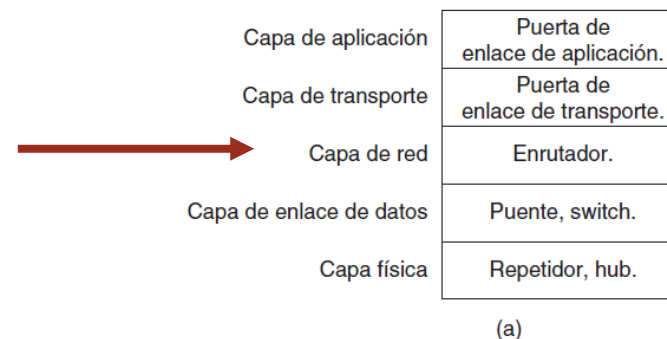 Capa de aplicación
Puerta de
enlace de aplicación.
Capa de transporte
Puerta de
enlace de transporte.
Capa de red
Enrutador.
Capa de enlace de datos
Puente, switch.
Capa física
Repetidor, hub.
(a)